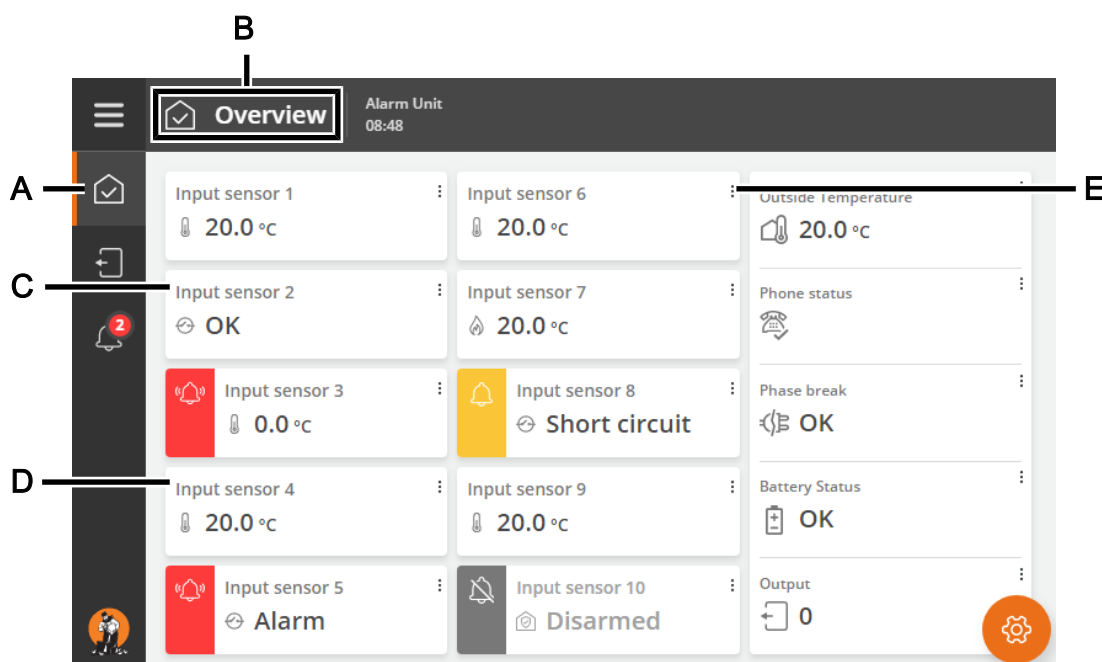 B
Overview
Alarm Unit
08:48
A
E
C
D
2
Input sensor 1
20.0 °C
Input sensor 2
OK
Input sensor 3
0.0 °C
Input sensor 4
20.0 °C
Input sensor 5
Alarm
Input sensor 6
20.0 °C
Input sensor 7
20.0 °C
Input sensor 8
Short circuit
Input sensor 9
20.0 °C
Input sensor 10
Disarmed
Outside Temperature
20.0 °C
Phone status
Phase break
OK
Battery Status
OK
Output
0